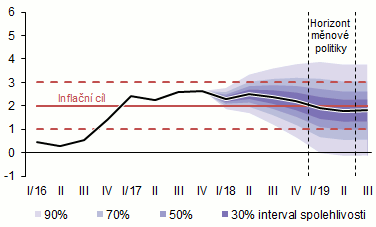 6
5
4
3
2
1
0
-1
Horizont
měnové
politiky
Inflační cíl
I/16 II III IV I/17 II III IV I/18 II III IV I/19 II III
90% 70% 50% 30% interval spolehlivosti